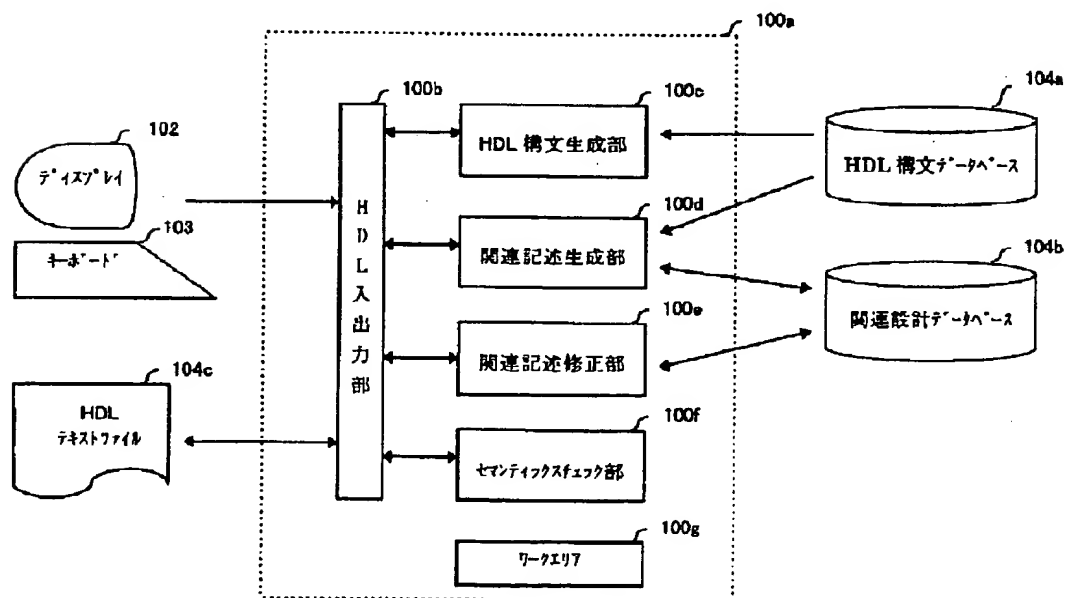 100a
100b
100c
104a
102
ディスプレイ
HDL 構文生成部
HDL 構文データベース
103
キーボード
HDL入出力部
100d
関連記述生成部
104b
関連設計データベース
100e
関連記述修正部
104c
HDL
テキストファイル
100f
セマンティックスチェック部
100g
ワークエリア